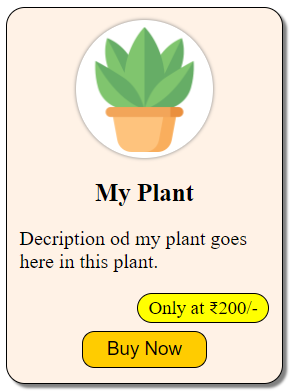 My Plant
Decription od my plant goes
here in this plant.
Only at ₹200/-
Buy Now